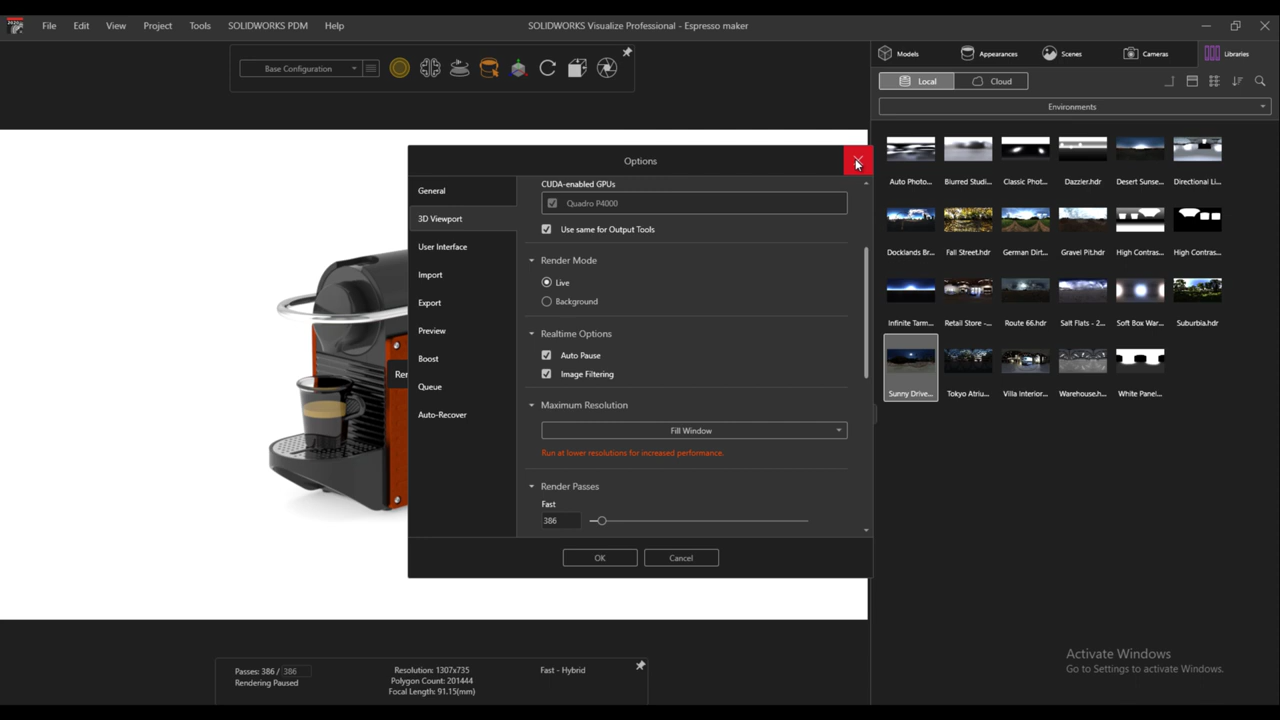 File Edit View Project Tools SOLIDWORKS PDM Help
SOLIDWORKS Visualize Professional - Espresso maker
Base Configuration
Models Appearances Scenes Cameras Libraries
Local Cloud
Environments
Auto Photo... Blurred Studi... Classic Phot... Dazzler.hdr Desert Sunse... Directional Li...
Docklands Br... Fall Street.hdr German Dirt... Gravel Pit.hdr High Contras... High Contras...
Infinite Tarm... Retail Store -... Route 66.hdr Salt Flats - 2... Soft Box War... Suburbia.hdr
Sunny Drive... Tokyo Atriu... Villa Interior... Warehouse.h... White Panel...
Options
General
3D Viewport
User Interface
Import
Export
Preview
Boost
Queue
Auto-Recover
CUDA-enabled GPUs
Quadro P4000
Use same for Output Tools
Render Mode
Live
Background
Realtime Options
Auto Pause
Image Filtering
Maximum Resolution
Fill Window
Run at lower resolutions for increased performance.
Render Passes
Fast
386
OK Cancel
Ren
Passes: 386 / 386
Rendering Paused
Resolution: 1307x735
Polygon Count: 201444
Focal Length: 91.15(mm)
Fast - Hybrid
Activate Windows
Go to Settings to activate Windows.